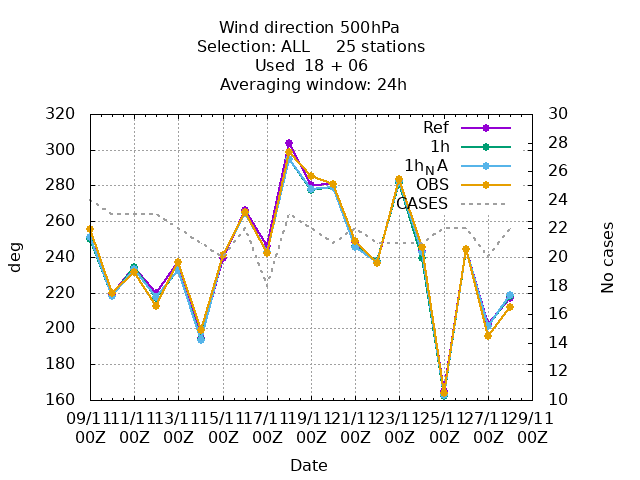 Wind direction 500hPa
Selection: ALL 25 stations
Used 18 + 06
Averaging window: 24h
320 30
300 28
280 26
260 24
240 22
220 20
200 18
180 16
160 14
12
10
Ref
1h
1h_NA
OBS
CASES
deg
No cases
09/11 11/11 13/11 15/11 17/11 19/11 21/11 23/11 25/11 27/11 29/11
00Z 00Z 00Z 00Z 00Z 00Z 00Z 00Z 00Z 00Z 00Z
Date